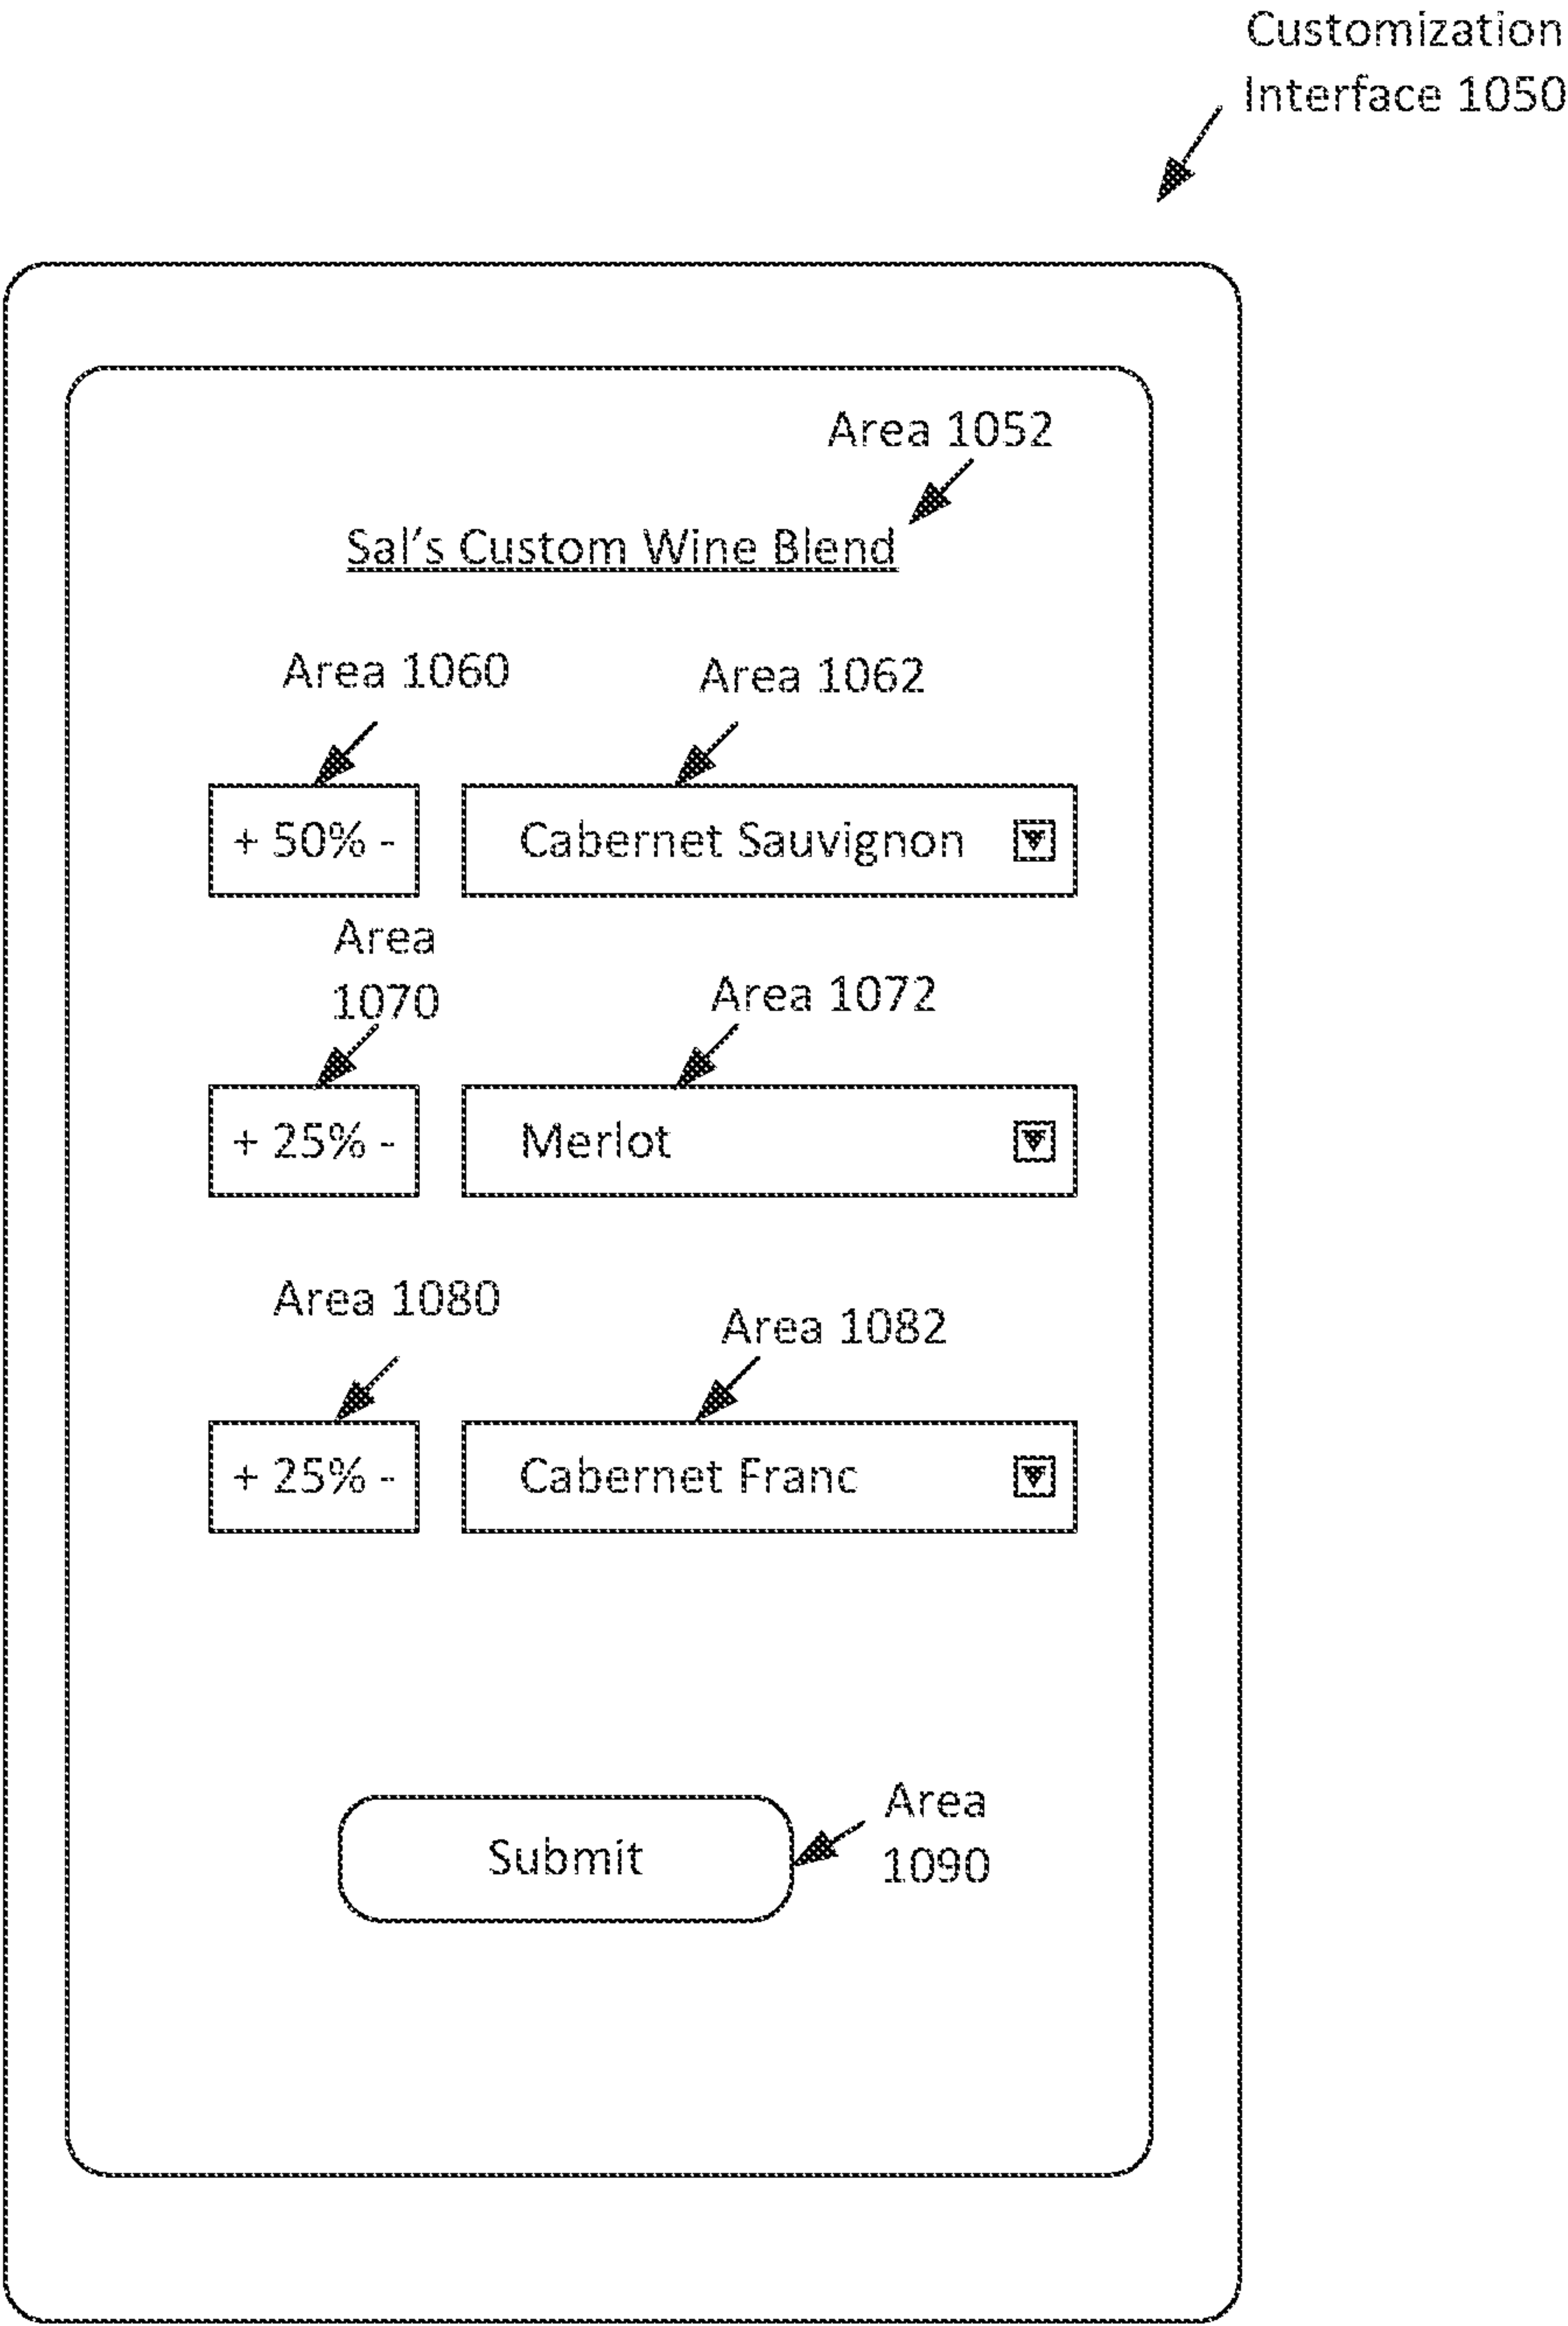 Customization
Interface 1050
Area 1052
Sal's Custom Wine Blend
Area 1060
Area 1062
+ 50% -
Cabernet Sauvignon
Area
1070
Area 1072
+ 25% -
Merlot
Area 1080
Area 1082
+ 25% -
Cabernet Franc
Submit
Area
1090